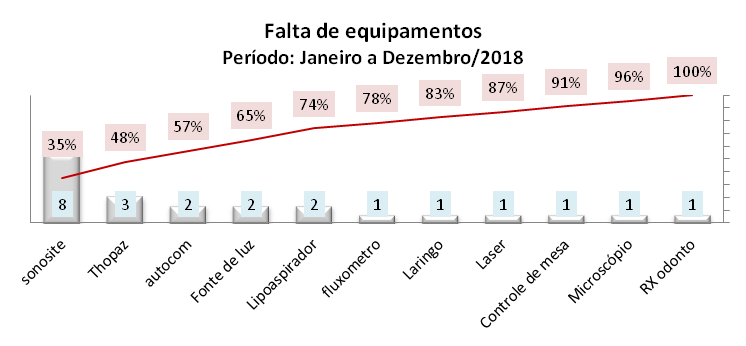 Falta de equipamentos
Período: Janeiro a Dezembro/2018
35% 48% 57% 65% 74% 78% 83% 87% 91% 96% 100%
8 3 2 2 2 1 1 1 1 1 1
sonosite Thopaz autocom Fonte de luz Lipoaspirador fluxometro Laringo Laser Controle de mesa Microscópio RX odonto